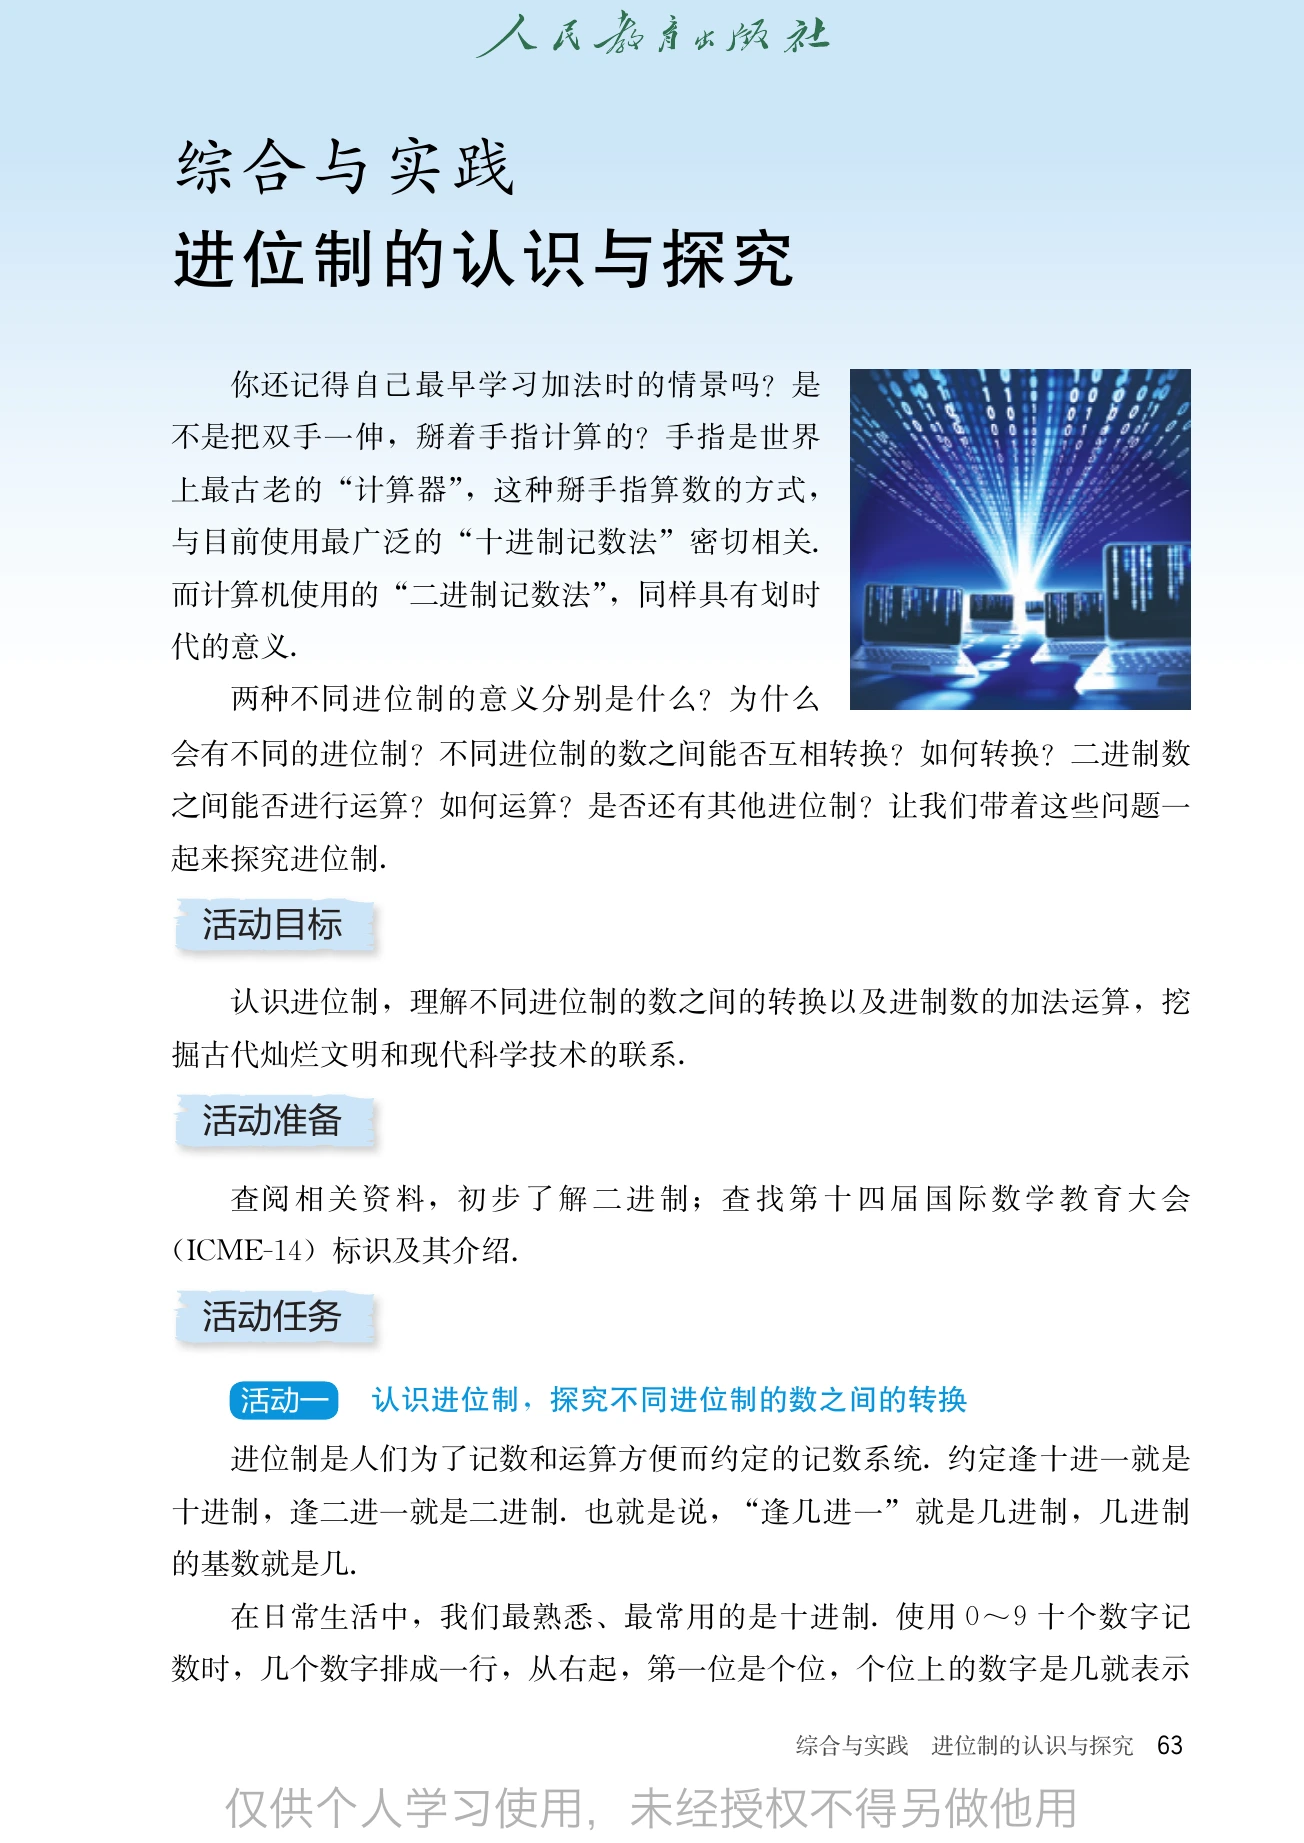 人民教育出版社
综合与实践
进位制的认识与探究
你还记得自己最早学习加法时的情景吗？是
不是把双手一伸，掰着手指计算的？手指是世界
上最古老的“计算器”，这种掰手指算数的方式，
与目前使用最广泛的“十进制记数法”密切相关.
而计算机使用的“二进制记数法”，同样具有划时
代的意义.
两种不同进位制的意义分别是什么？为什么
会有不同的进位制？不同进位制的数之间能否互相转换？如何转换？二进制数
之间能否进行运算？如何运算？是否还有其他进位制？让我们带着这些问题一
起来探究进位制.
活动目标
认识进位制，理解不同进位制的数之间的转换以及进制数的加法运算，挖
掘古代灿烂文明和现代科学技术的联系.
活动准备
查阅相关资料，初步了解二进制；查找第十四届国际数学教育大会
（ICME-14）标识及其介绍.
活动任务
活动一 认识进位制，探究不同进位制的数之间的转换
进位制是人们为了记数和运算方便而约定的记数系统. 约定逢十进一就是
十进制，逢二进一就是二进制. 也就是说，“逢几进一”就是几进制，几进制
的基数就是几.
在日常生活中，我们最熟悉、最常用的是十进制. 使用 0～9 十个数字记
数时，几个数字排成一行，从右起，第一位是个位，个位上的数字是几就表示
综合与实践 进位制的认识与探究 63
仅供个人学习使用，未经授权不得另做他用